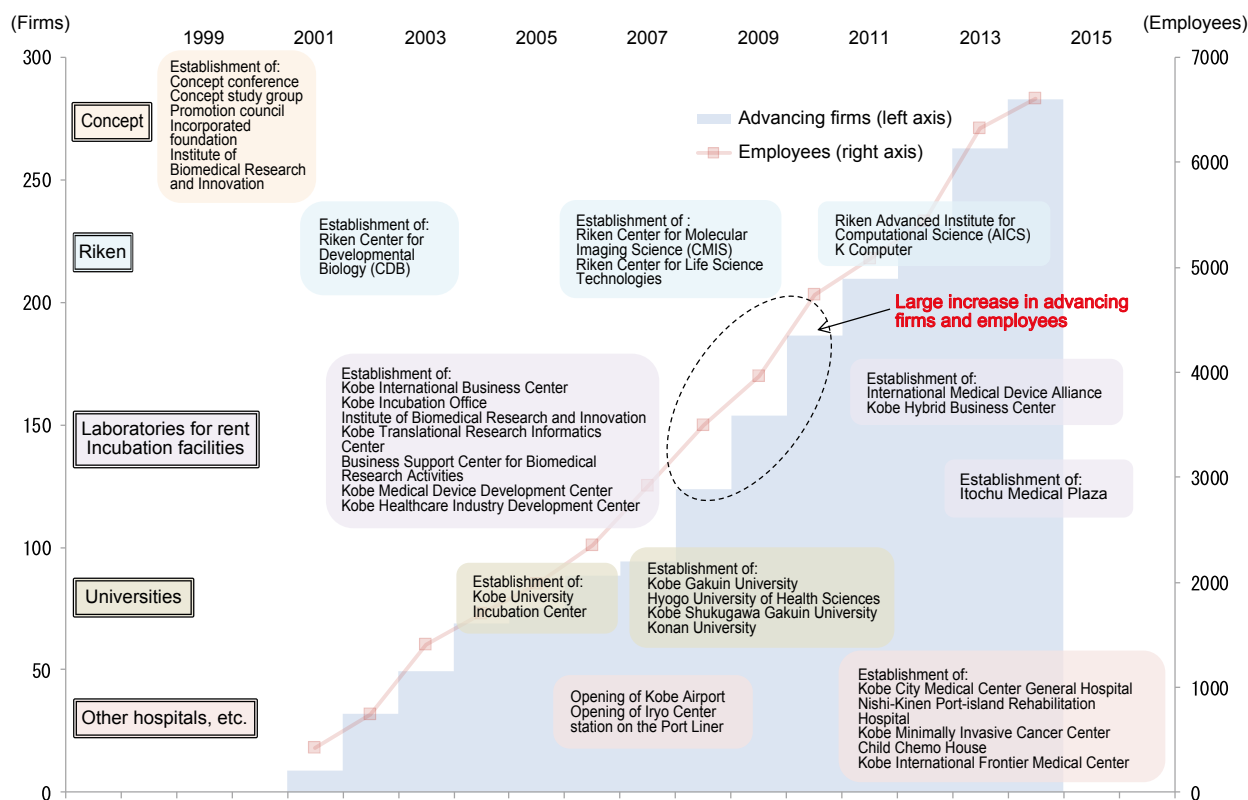 (Firms)
(Employees)
1999 2001 2003 2005 2007 2009 2011 2013 2015
300
250
200
150
100
50
0
7000
6000
5000
4000
3000
2000
1000
0
Advancing firms (left axis)
Employees (right axis)
Concept
Establishment of:
Concept conference
Concept study group
Promotion council
Incorporated
foundation
Institute of
Biomedical Research
and Innovation
Riken
Establishment of:
Riken Center for
Developmental
Biology (CDB)
Establishment of :
Riken Center for Molecular
Imaging Science (CMIS)
Riken Center for Life Science
Technologies
Riken Advanced Institute for
Computational Science (AICS)
K Computer
Large increase in advancing
firms and employees
Laboratories for rent
Incubation facilities
Establishment of:
Kobe International Business Center
Kobe Incubation Office
Institute of Biomedical Research and Innovation
Kobe Translational Research Informatics
Center
Business Support Center for Biomedical
Research Activities
Kobe Medical Device Development Center
Kobe Healthcare Industry Development Center
Establishment of:
International Medical Device Alliance
Kobe Hybrid Business Center
Establishment of:
Itochu Medical Plaza
Universities
Establishment of:
Kobe University
Incubation Center
Establishment of:
Kobe Gakuin University
Hyogo University of Health Sciences
Kobe Shukugawa Gakuin University
Konan University
Other hospitals, etc.
Opening of Kobe Airport
Opening of Iryo Center
station on the Port Liner
Establishment of:
Kobe City Medical Center General Hospital
Nishi-Kinen Port-island Rehabilitation
Hospital
Kobe Minimally Invasive Cancer Center
Child Chemo House
Kobe International Frontier Medical Center